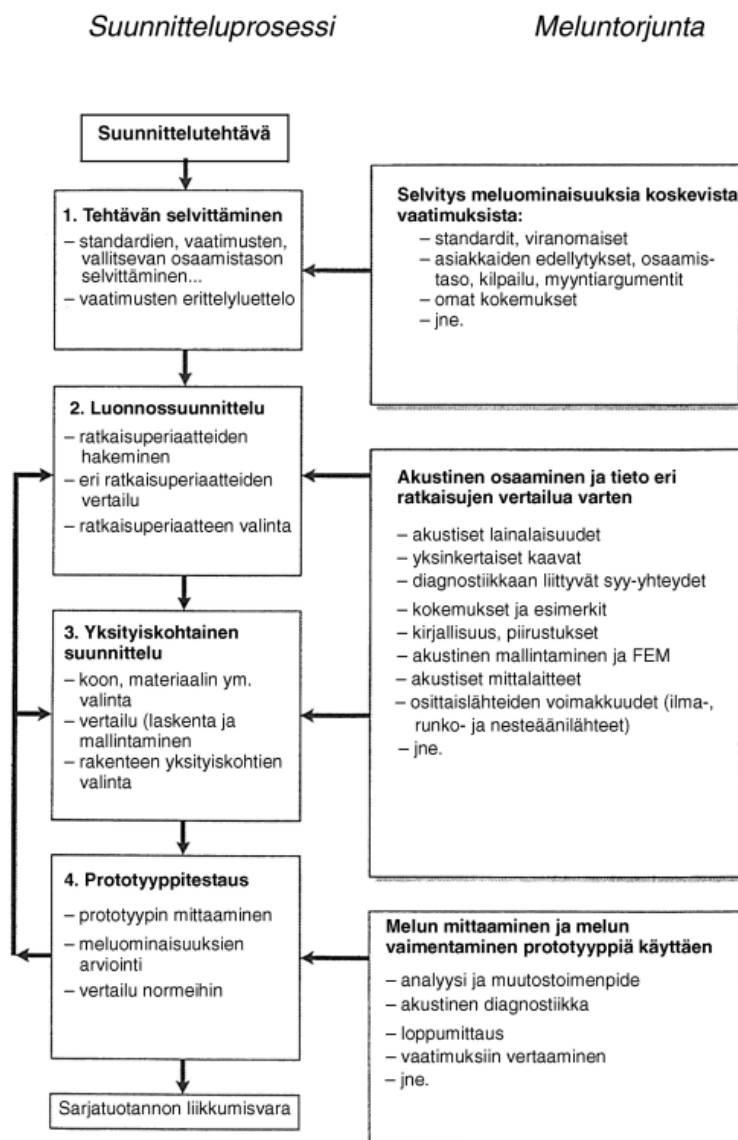 Suunnitteluprosessi
Meluntorjunta
Suunnittelutehtävä
1. Tehtävän selvittäminen
– standardien, vaatimusten,
vallitsevan osaamistason
selvittäminen...
– vaatimusten erittelyluettelo
Selvitys meluominaisuuksia koskevista
vaatimuksista:
– standardit, viranomaiset
– asiakkaiden edellytykset, osaamis-
taso, kilpailu, myyntiargumentit
– omat kokemukset
– jne.
2. Luonnossuunnittelu
– ratkaisuperiaatteiden
hakeminen
– eri ratkaisuperiaatteiden
vertailu
– ratkaisuperiaatteen valinta
Akustinen osaaminen ja tieto eri
ratkaisujen vertailua varten
– akustiset lainalaisuudet
– yksinkertaiset kaavat
– diagnostiikkaan liittyvät syy-yhteydet
– kokemukset ja esimerkit
– kirjallisuus, piirustukset
– akustinen mallintaminen ja FEM
– akustiset mittalaitteet
– osittaislähteiden voimakkuudet (ilma-,
runko- ja nesteäänilähteet)
– jne.
3. Yksityiskohtainen
suunnittelu
– koon, materiaalin ym.
valinta
– vertailu (laskenta ja
mallintaminen
– rakenteen yksityiskohtien
valinta
4. Prototyyppitestaus
– prototyypin mittaaminen
– meluominaisuuksien
arviointi
– vertailu normeihin
Melun mittaaminen ja melun
vaimentaminen prototyyppiä käyttäen
– analyysi ja muutostoimenpide
– akustinen diagnostiikka
– loppumittaus
– vaatimuksiin vertaaminen
– jne.
Sarjatuotannon liikkumisvara